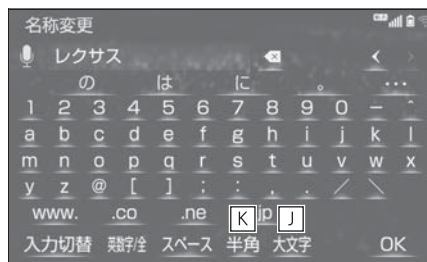 名称変更
レクサス
の は に 。 …
1 2 3 4 5 6 7 8 9 0 - ^
a b c d e f g h i j k l
m n o p q r s t u v w x
y z @ [ ] ; : , . / \
www. .co .ne K jp J
入力切替 英数字/全 スペース 半角 大文字 OK